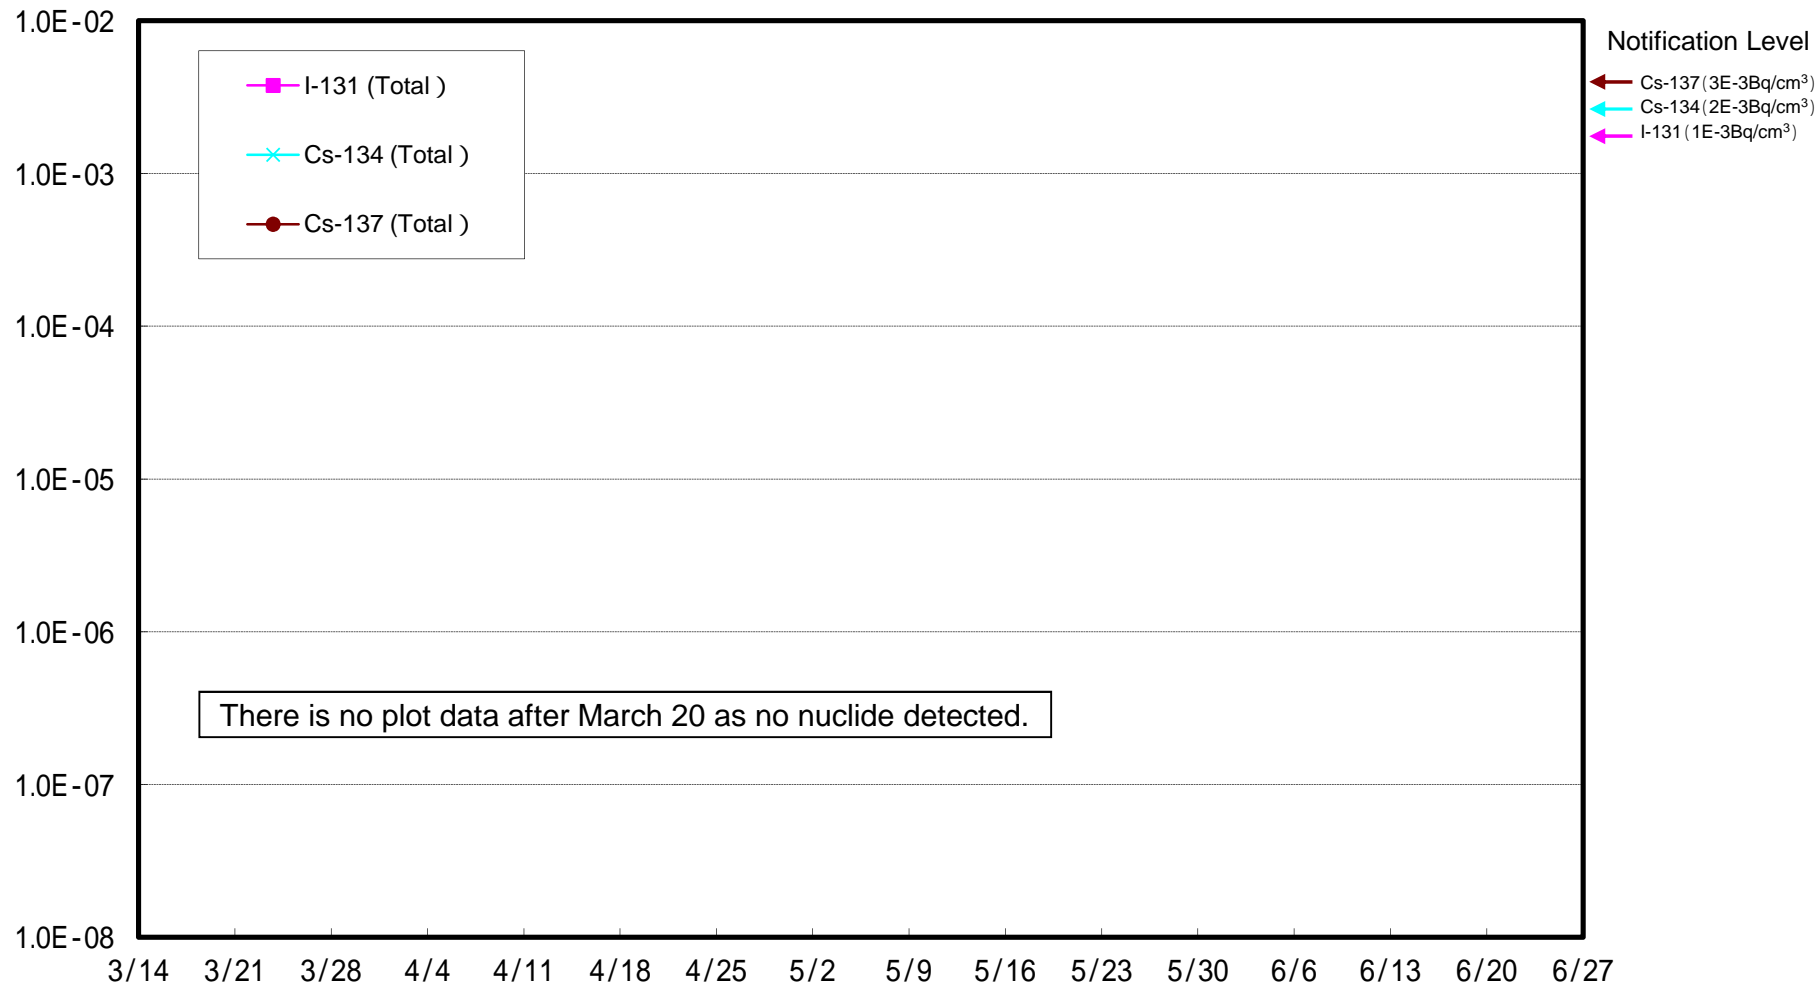 1.0E-02
1.0E-03
1.0E-04
1.0E-05
1.0E-06
1.0E-07
1.0E-08
I-131 (Total）
Cs-134 (Total）
Cs-137 (Total）
Notification Level
Cs-137（3E-3Bq/cm³）
Cs-134（2E-3Bq/cm³）
I-131（1E-3Bq/cm³）
There is no plot data after March 20 as no nuclide detected.
3/14 3/21 3/28 4/4 4/11 4/18 4/25 5/2 5/9 5/16 5/23 5/30 6/6 6/13 6/20 6/27